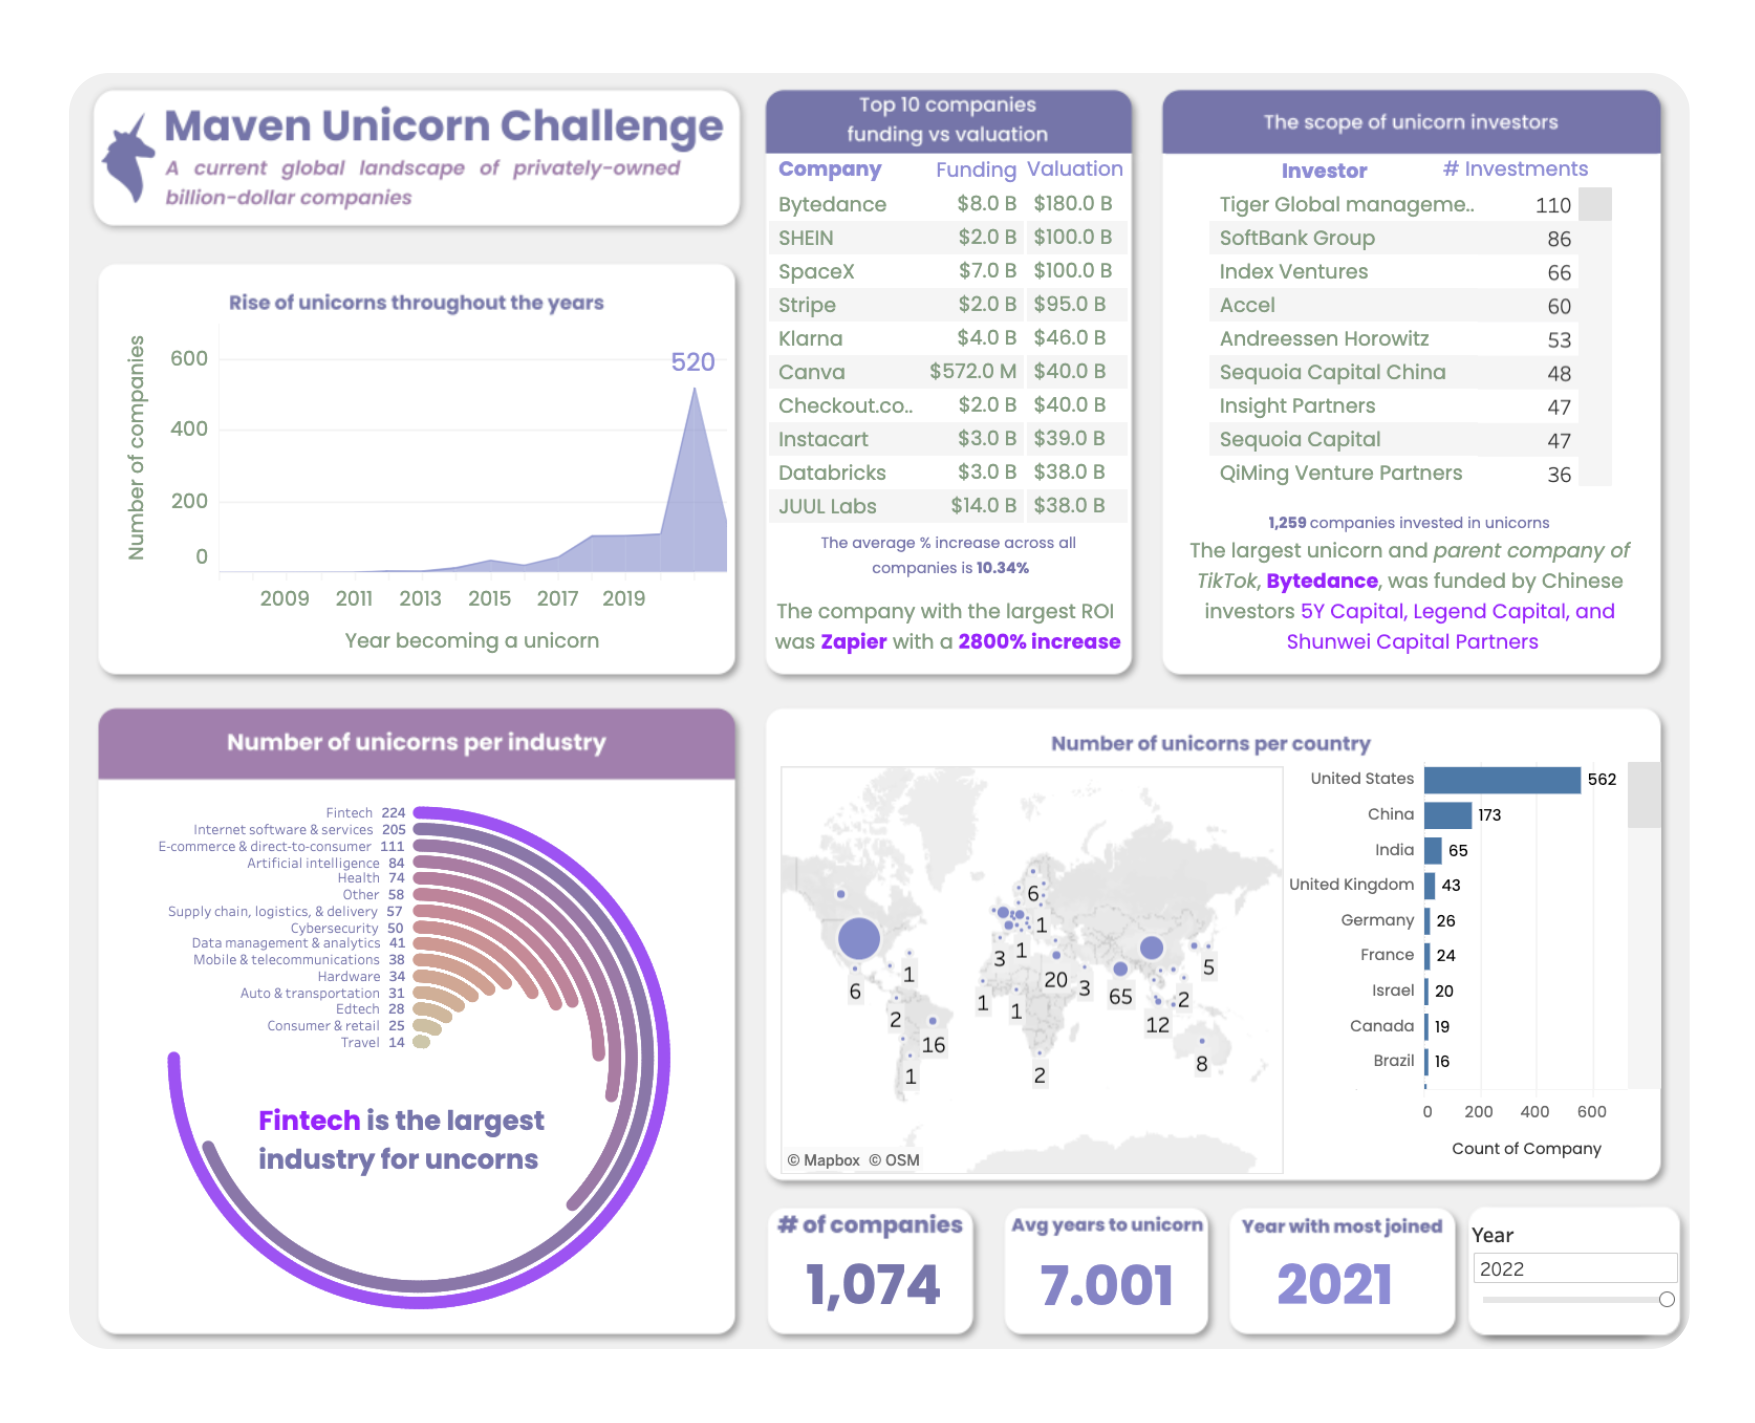 Maven Unicorn Challenge
A current global landscape of privately-owned
billion-dollar companies
Rise of unicorns throughout the years
Number of companies
600
400
200
0
520
2009 2011 2013 2015 2017 2019
Year becoming a unicorn
Top 10 companies
funding vs valuation
Company Funding Valuation
Bytedance $8.0 B $180.0 B
SHEIN $2.0 B $100.0 B
SpaceX $7.0 B $100.0 B
Stripe $2.0 B $95.0 B
Klarna $4.0 B $46.0 B
Canva $572.0 M $40.0 B
Checkout.co.. $2.0 B $40.0 B
Instacart $3.0 B $39.0 B
Databricks $3.0 B $38.0 B
JUUL Labs $14.0 B $38.0 B
The average % increase across all
companies is 10.34%
The company with the largest ROI
was Zapier with a 2800% increase
The scope of unicorn investors
Investor # Investments
Tiger Global manageme.. 110
SoftBank Group 86
Index Ventures 66
Accel 60
Andreessen Horowitz 53
Sequoia Capital China 48
Insight Partners 47
Sequoia Capital 47
QiMing Venture Partners 36
1,259 companies invested in unicorns
The largest unicorn and parent company of
TikTok, Bytedance, was funded by Chinese
investors 5Y Capital, Legend Capital, and
Shunwei Capital Partners
Number of unicorns per industry
Fintech 224
Internet software & services 205
E-commerce & direct-to-consumer 111
Artificial intelligence 84
Health 74
Other 58
Supply chain, logistics, & delivery 57
Cybersecurity 50
Data management & analytics 41
Mobile & telecommunications 38
Hardware 34
Auto & transportation 31
Edtech 28
Consumer & retail 25
Travel 14
Fintech is the largest
industry for uncorns
Number of unicorns per country
6
1
3 1
1 20 3 5
6 65
1 1 2
2 12
16
8
1 2
© Mapbox © OSM
United States 562
China 173
India 65
United Kingdom 43
Germany 26
France 24
Israel 20
Canada 19
Brazil 16
0 200 400 600
Count of Company
# of companies
1,074
Avg years to unicorn
7.001
Year with most joined
2021
Year
2022